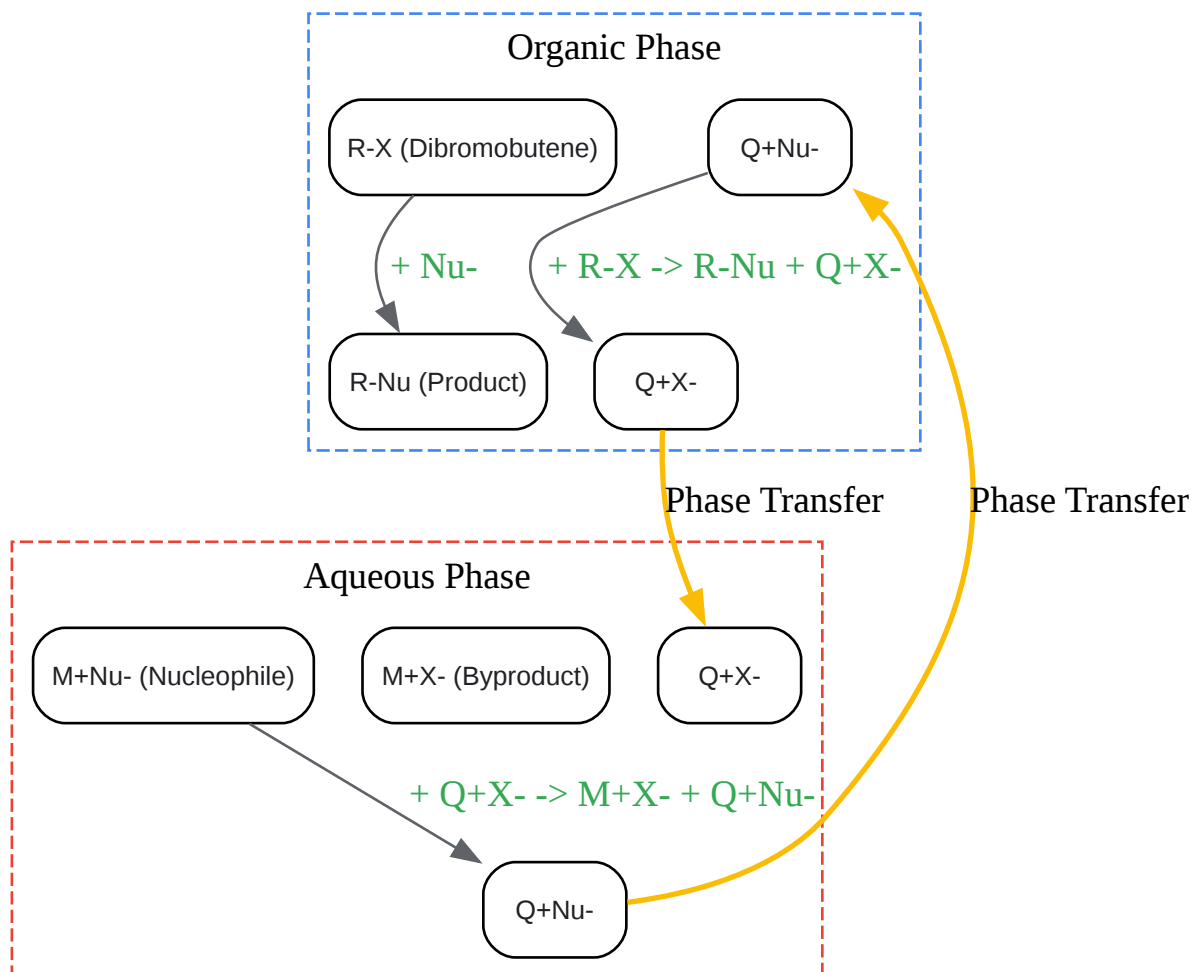 Organic Phase
R-X (Dibromobutene)
Q+Nu-
+ Nu-
+ R-X -> R-Nu + Q+X-
R-Nu (Product)
Q+X-
Phase Transfer
Phase Transfer
Aqueous Phase
M+Nu- (Nucleophile)
M+X- (Byproduct)
Q+X-
+ Q+X- -> M+X- + Q+Nu-
Q+Nu-